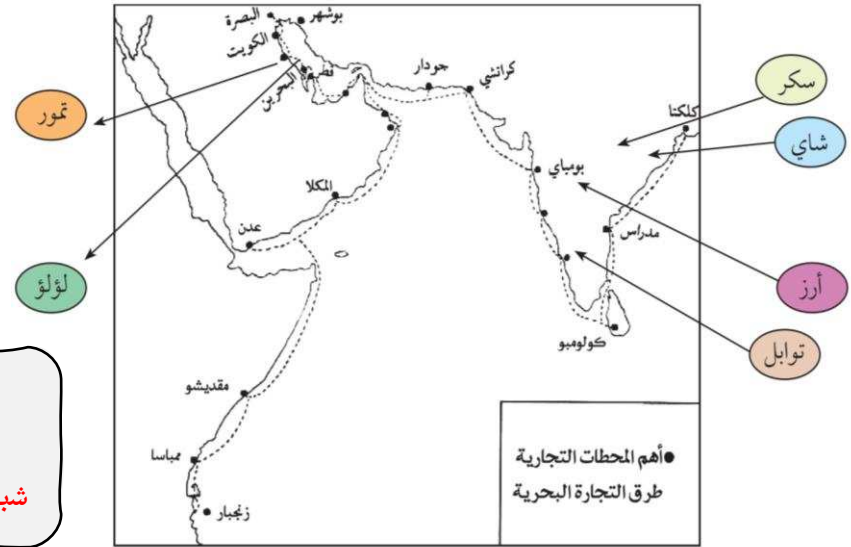 بوشهر
البصرة
الكويت
قطر
البحرين
جودار
كراتشي
كلكتا
بومباي
مدراس
كولومبو
المكلا
عدن
مقديشو
ممباسا
زنجبار
سكر
شاي
أرز
توابل
تمور
لؤلؤ
أهم المحطات التجارية
طرق التجارة البحرية